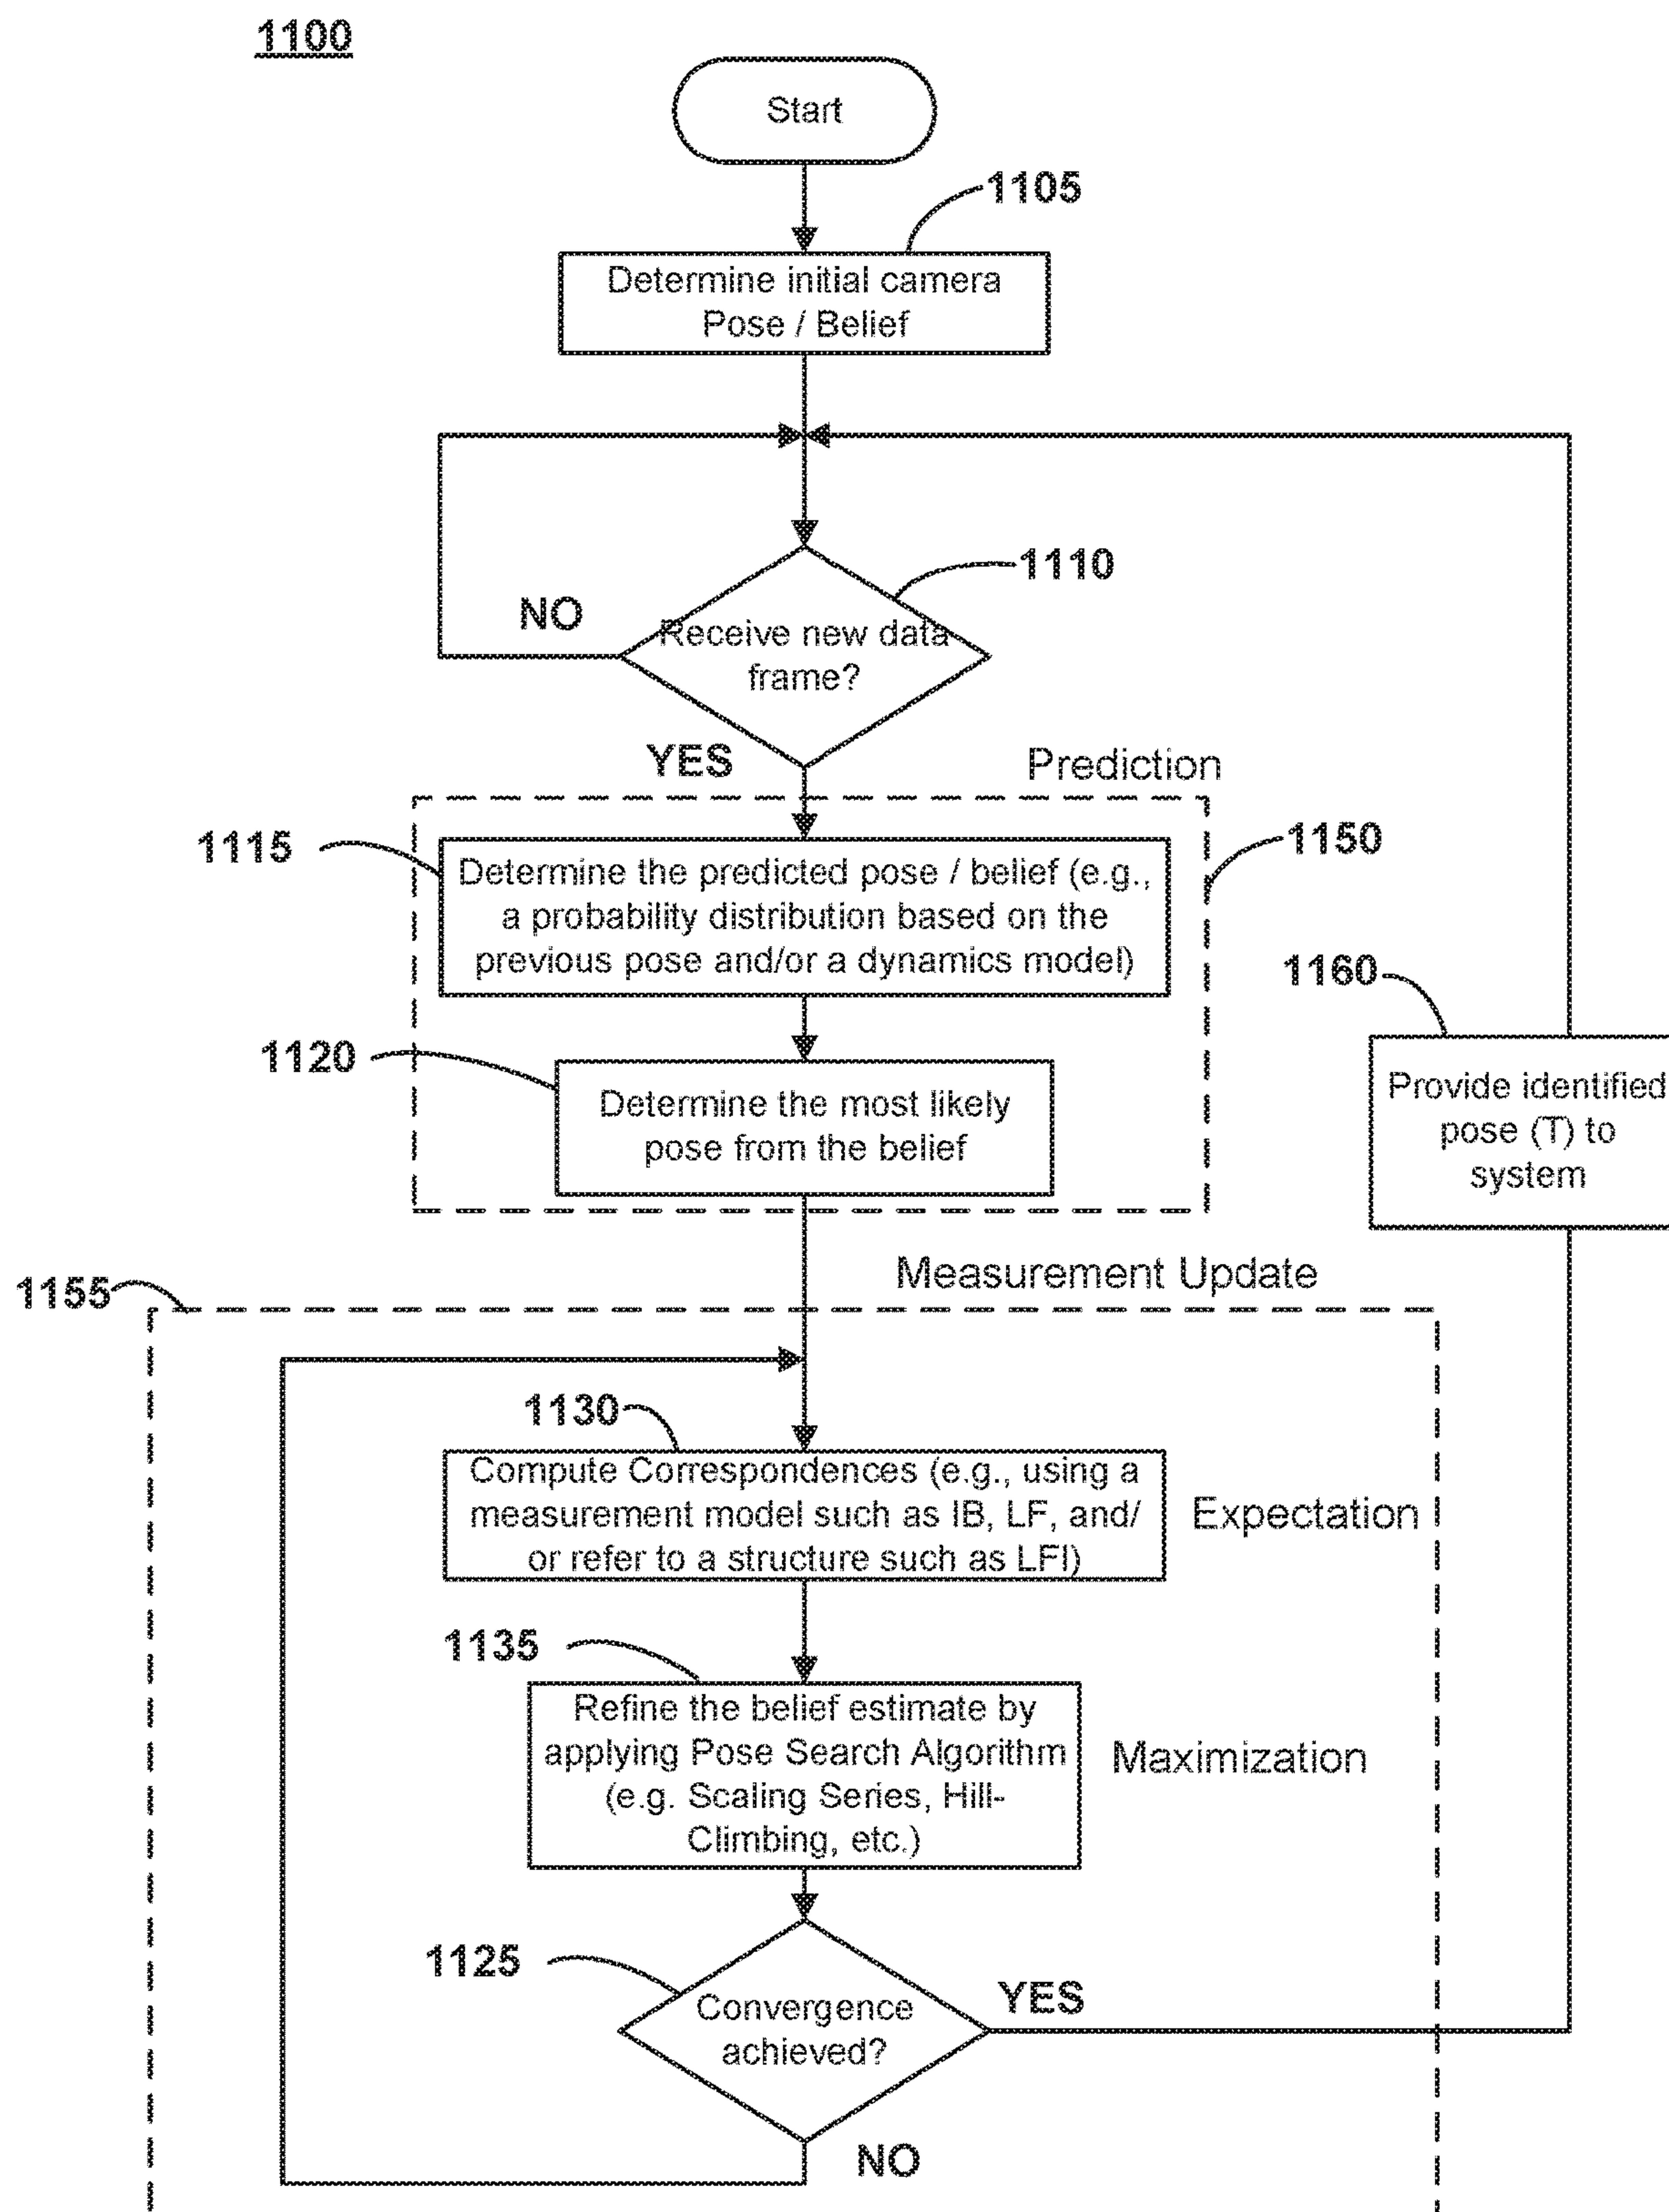 1100
Start
1105
Determine initial camera
Pose / Belief
1110
NO
Receive new data
frame?
YES
Prediction
1115
1150
Determine the predicted pose / belief (e.g.,
a probability distribution based on the
previous pose and/or a dynamics model)
1160
1120
Determine the most likely
pose from the belief
Provide identified
pose (T) to
system
Measurement Update
1155
1130
Compute Correspondences (e.g., using a
measurement model such as IB, LF, and/
or refer to a structure such as LFI)
Expectation
1135
Refine the belief estimate by
applying Pose Search Algorithm
(e.g. Scaling Series, Hill-
Climbing, etc.)
Maximization
1125
Convergence
achieved?
YES
NO